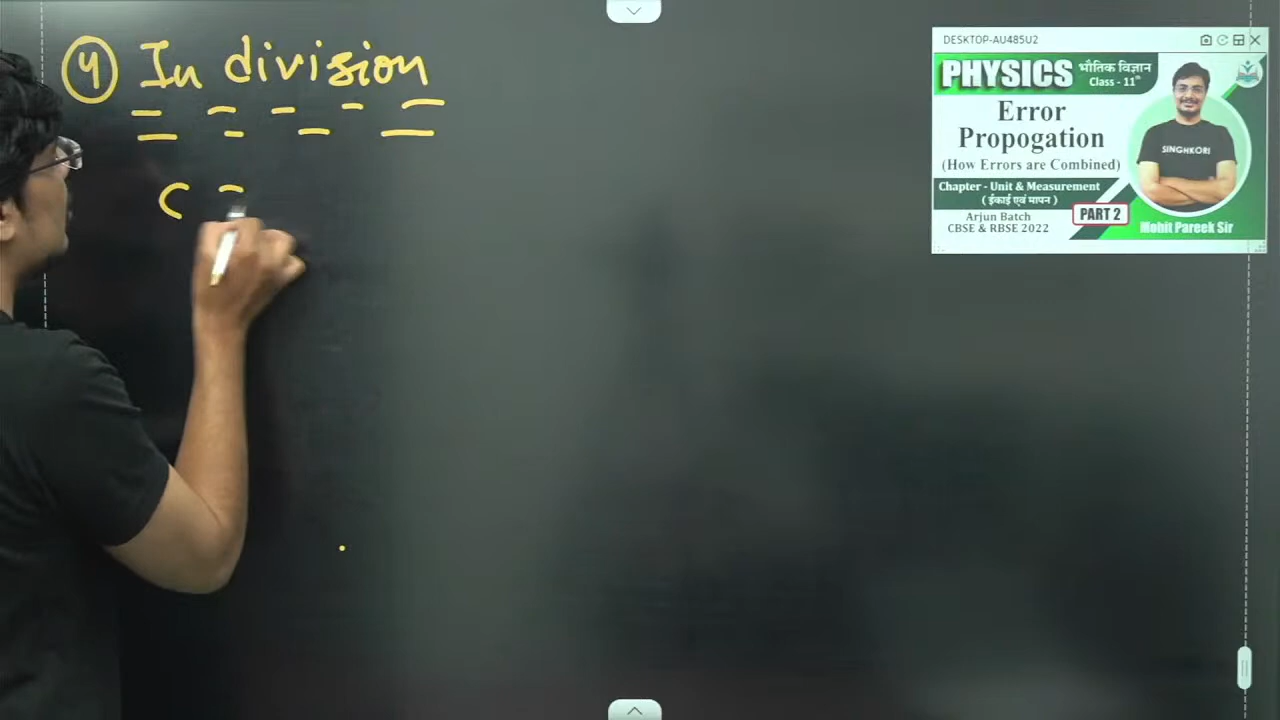 ④ In division
C =
DESKTOP-AU485U2
PHYSICS भौतिक विज्ञान
Class - 11th
Error
Propogation
(How Errors are Combined)
SINGHKORI
Chapter - Unit & Measurement
( ईकाई एवं मापन )
PART 2
Arjun Batch
CBSE & RBSE 2022
Mohit Pareek Sir